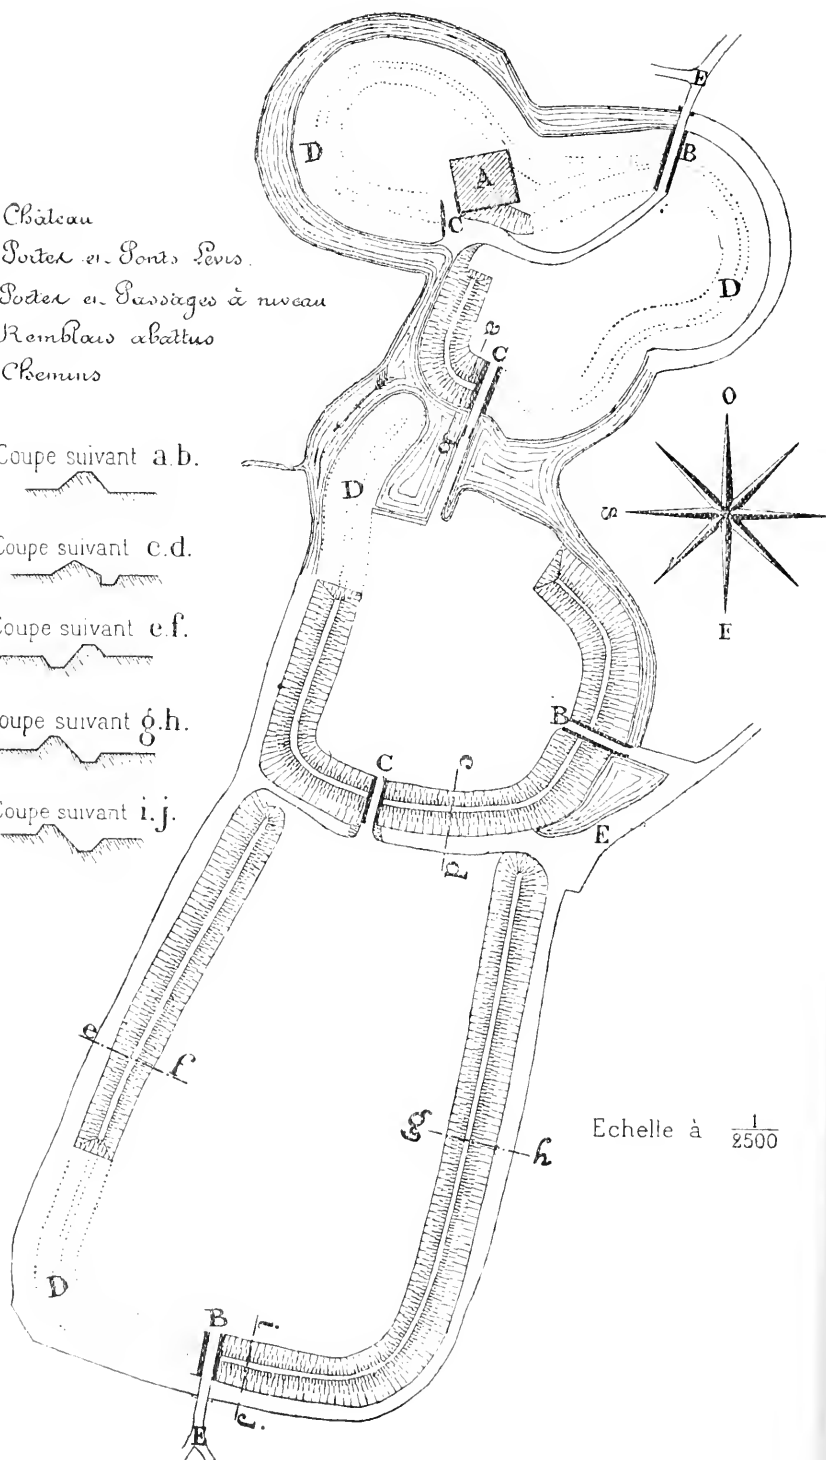 Château
Portes et Ponts Levis.
Portes et Passages à niveau
Remblais abattus
Chemins
Coupe suivant a.b.
Coupe suivant c.d.
Coupe suivant e.f.
Coupe suivant g.h.
Coupe suivant i.j.
E
B
D
A
C
D
a
C
b
D
O
S
E
B
C
c
d
E
e
f
g
h
Echelle à 1/2500
D
B
i.
j.
E